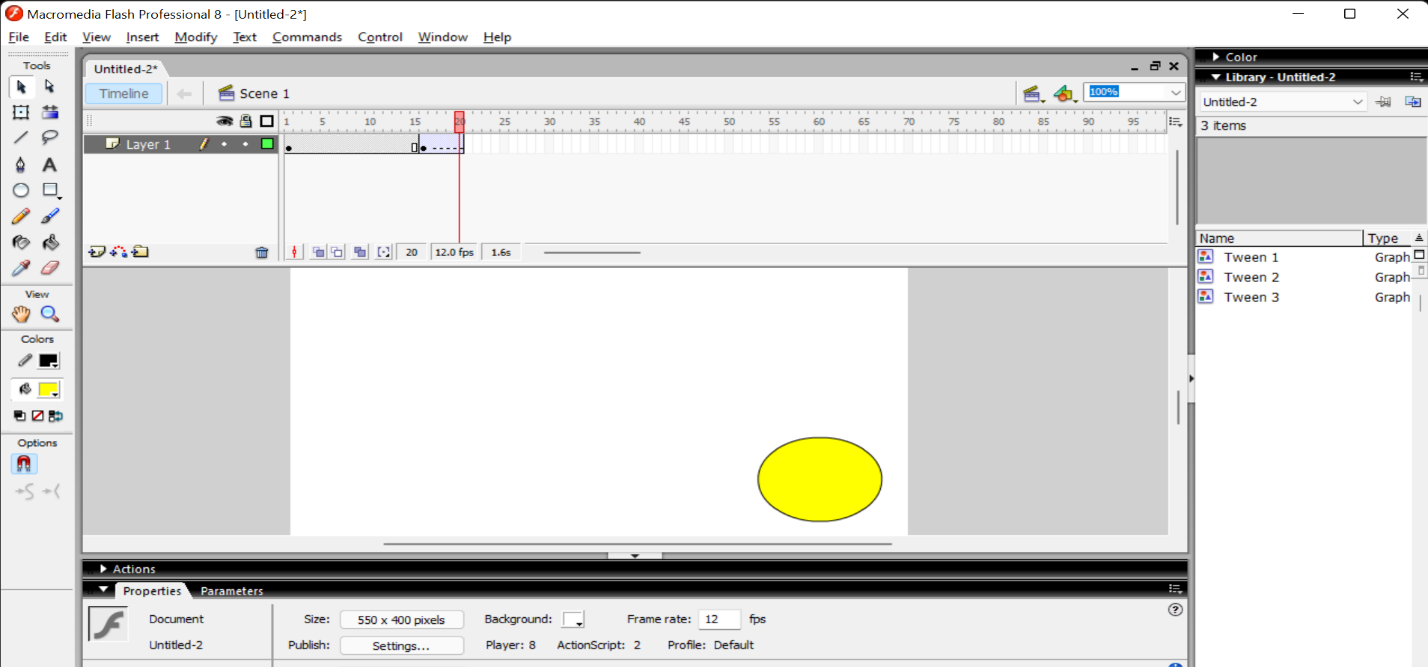 Macromedia Flash Professional 8 - [Untitled-2*]
File Edit View Insert Modify Text Commands Control Window Help
Tools
Untitled-2*
Timeline
Scene 1
100%
1 5 10 15 20 25 30 35 40 45 50 55 60 65 70 75 80 85 90 95
Layer 1
20 12.0 fps 1.6s
View
Colors
Options
Actions
Properties Parameters
Document
Size: 550 x 400 pixels Background: Frame rate: 12 fps
Untitled-2
Publish: Settings... Player: 8 ActionScript: 2 Profile: Default
Color
Library - Untitled-2
Untitled-2
3 items
Name Type
Tween 1 Graph
Tween 2 Graph
Tween 3 Graph